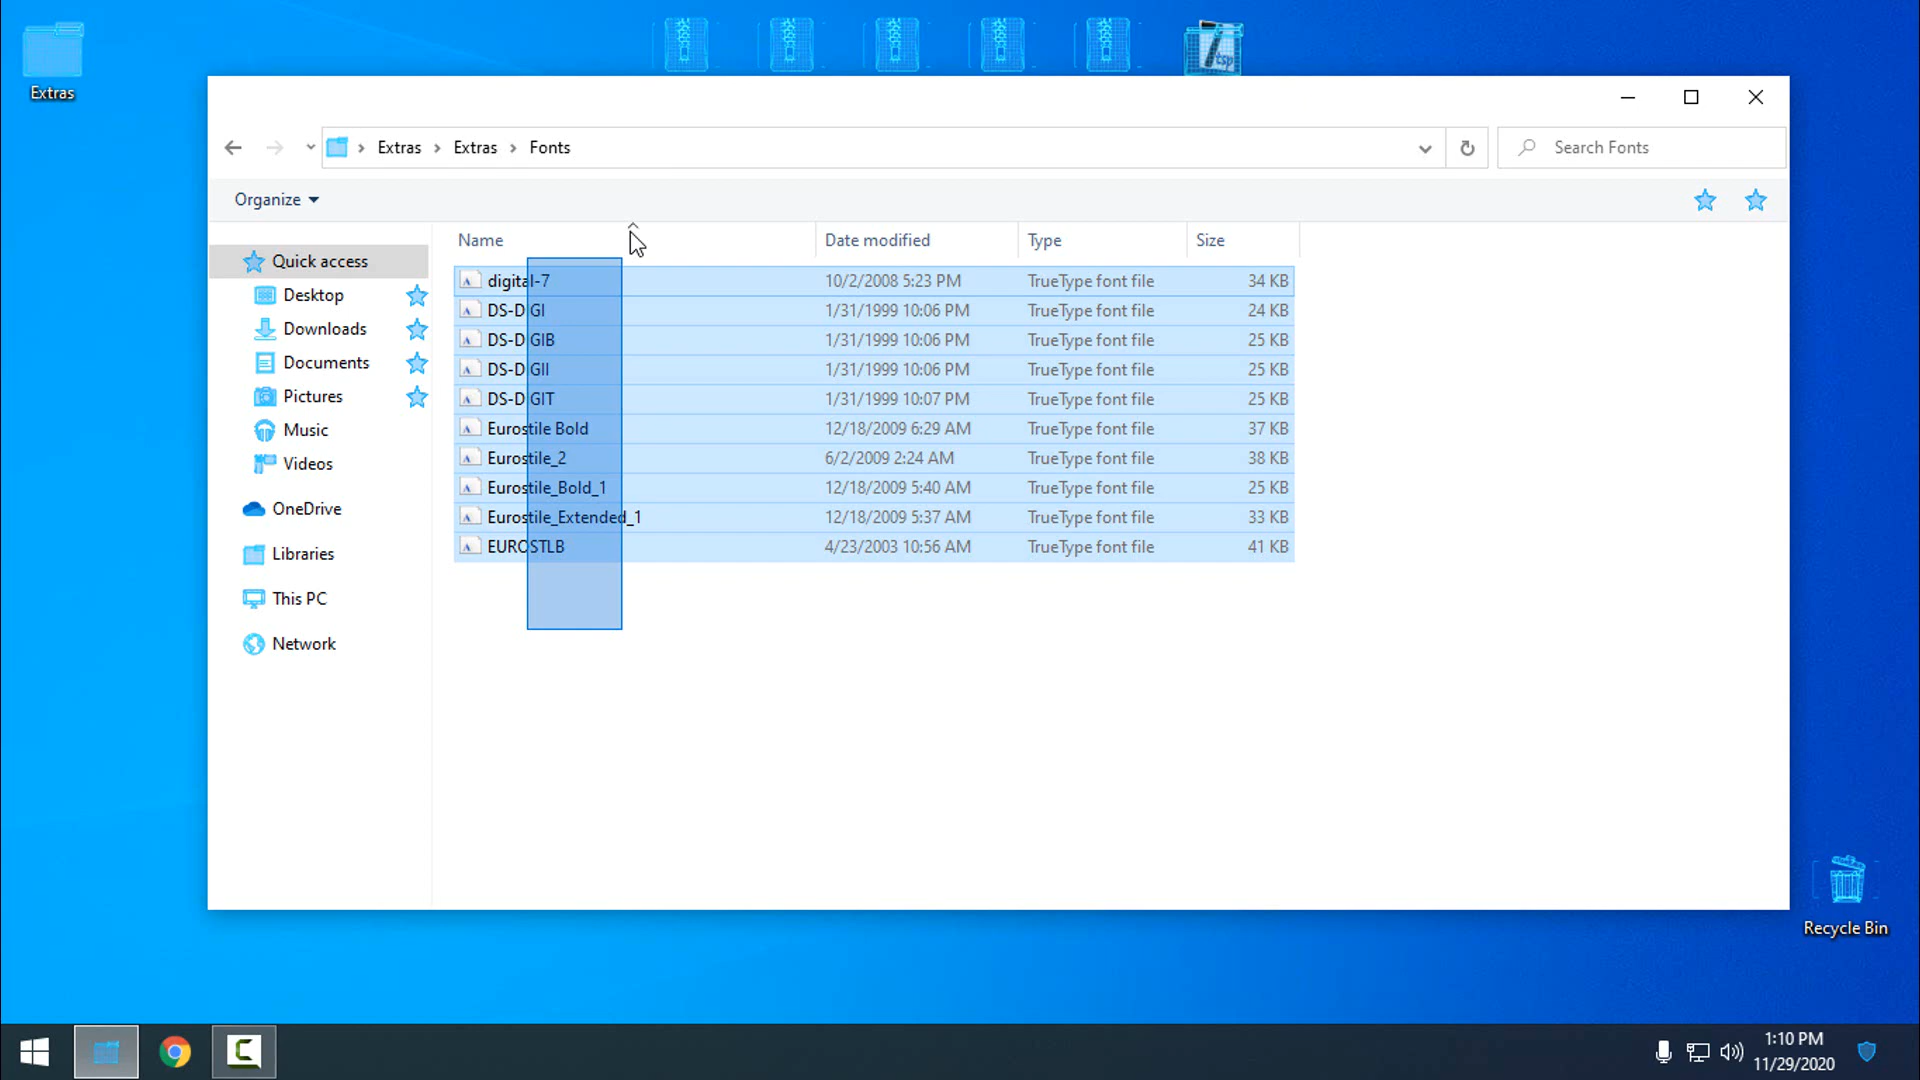 Extras
Extras Extras Fonts
Search Fonts
Organize
Name Date modified Type Size
Quick access
Desktop
Downloads
Documents
Pictures
Music
Videos
OneDrive
Libraries
This PC
Network
digital-7 10/2/2008 5:23 PM TrueType font file 34 KB
DS-DIGI 1/31/1999 10:06 PM TrueType font file 24 KB
DS-DIGIB 1/31/1999 10:06 PM TrueType font file 25 KB
DS-DIGII 1/31/1999 10:06 PM TrueType font file 25 KB
DS-DIGIT 1/31/1999 10:07 PM TrueType font file 25 KB
Eurostile Bold 12/18/2009 6:29 AM TrueType font file 37 KB
Eurostile_2 6/2/2009 2:24 AM TrueType font file 38 KB
Eurostile_Bold_1 12/18/2009 5:40 AM TrueType font file 25 KB
Eurostile_Extended_1 12/18/2009 5:37 AM TrueType font file 33 KB
EUROSTLB 4/23/2003 10:56 AM TrueType font file 41 KB
Recycle Bin
1:10 PM
11/29/2020